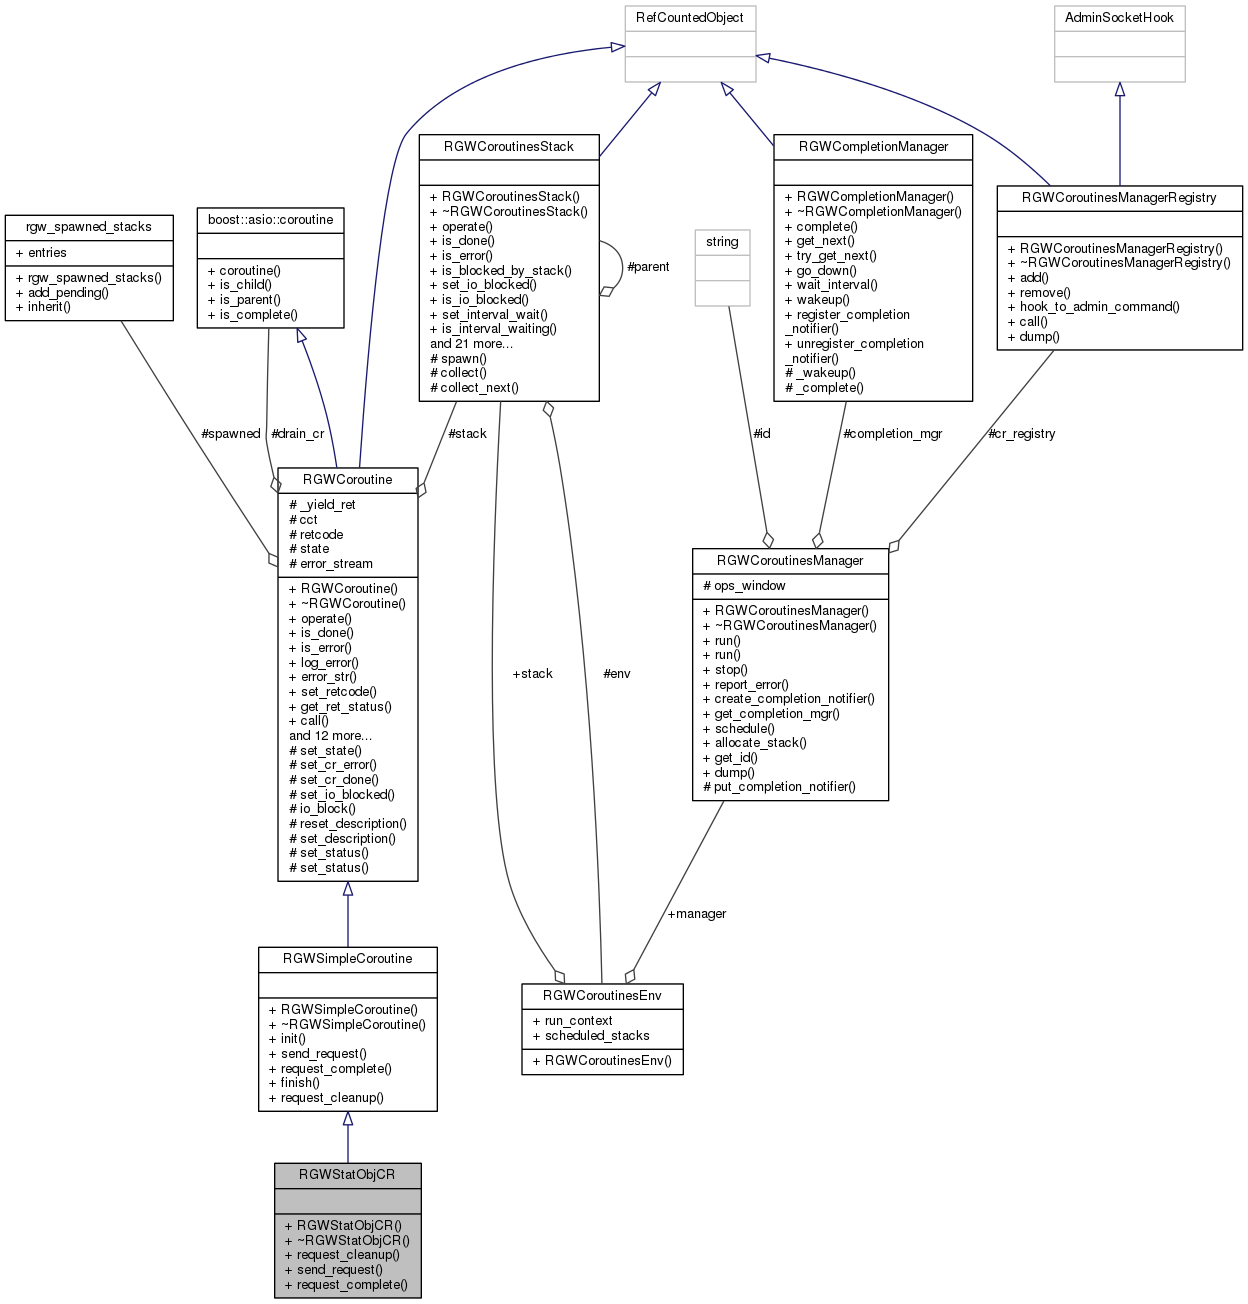 RefCountedObject
AdminSocketHook
RGWCoroutinesStack
+ RGWCoroutinesStack()
+ ~RGWCoroutinesStack()
+ operate()
+ is_done()
+ is_error()
+ is_blocked_by_stack()
+ set_io_blocked()
+ is_io_blocked()
+ set_interval_wait()
+ is_interval_waiting()
and 21 more...
# spawn()
# collect()
# collect_next()
#parent
RGWCompletionManager
+ RGWCompletionManager()
+ ~RGWCompletionManager()
+ complete()
+ get_next()
+ try_get_next()
+ go_down()
+ wait_interval()
+ wakeup()
+ register_completion
_notifier()
+ unregister_completion
_notifier()
# _wakeup()
# _complete()
RGWCoroutinesManagerRegistry
+ RGWCoroutinesManagerRegistry()
+ ~RGWCoroutinesManagerRegistry()
+ add()
+ remove()
+ hook_to_admin_command()
+ call()
+ dump()
rgw_spawned_stacks
+ entries
+ rgw_spawned_stacks()
+ add_pending()
+ inherit()
boost::asio::coroutine
+ coroutine()
+ is_child()
+ is_parent()
+ is_complete()
string
#spawned
#drain_cr
#stack
#id
#completion_mgr
#cr_registry
RGWCoroutine
# _yield_ret
# cct
# retcode
# state
# error_stream
+ RGWCoroutine()
+ ~RGWCoroutine()
+ operate()
+ is_done()
+ is_error()
+ log_error()
+ error_str()
+ set_retcode()
+ get_ret_status()
+ call()
and 12 more...
# set_state()
# set_cr_error()
# set_cr_done()
# set_io_blocked()
# io_block()
# reset_description()
# set_description()
# set_status()
# set_status()
RGWCoroutinesManager
# ops_window
+ RGWCoroutinesManager()
+ ~RGWCoroutinesManager()
+ run()
+ run()
+ stop()
+ report_error()
+ create_completion_notifier()
+ get_completion_mgr()
+ schedule()
+ allocate_stack()
+ get_id()
+ dump()
# put_completion_notifier()
+stack
#env
+manager
RGWSimpleCoroutine
+ RGWSimpleCoroutine()
+ ~RGWSimpleCoroutine()
+ init()
+ send_request()
+ request_complete()
+ finish()
+ request_cleanup()
RGWCoroutinesEnv
+ run_context
+ scheduled_stacks
+ RGWCoroutinesEnv()
RGWStatObjCR
+ RGWStatObjCR()
+ ~RGWStatObjCR()
+ request_cleanup()
+ send_request()
+ request_complete()